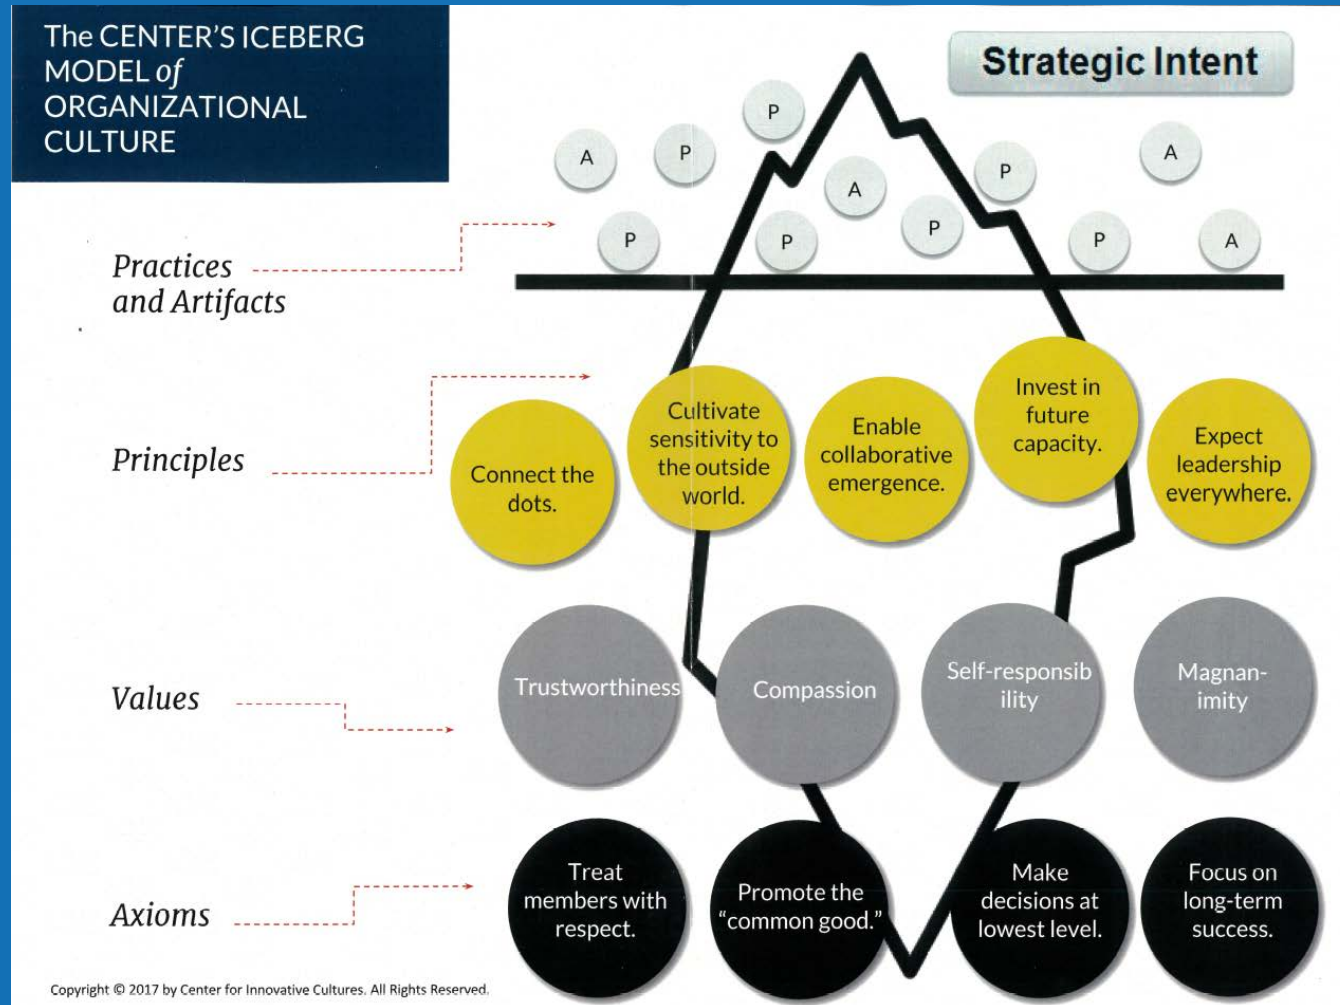 The CENTER'S ICEBERG
MODEL of
ORGANIZATIONAL
CULTURE
Strategic Intent
P
A
P
P
A
A
P
P
P
P
A
Practices
and Artifacts
Principles
Connect the
dots.
Cultivate
sensitivity to
the outside
world.
Enable
collaborative
emergence.
Invest in
future
capacity.
Expect
leadership
everywhere.
Values
Trustworthiness
Compassion
Self-responsib
ility
Magnan-
imity
Axioms
Treat
members with
respect.
Promote the
“common good.”
Make
decisions at
lowest level.
Focus on
long-term
success.
Copyright © 2017 by Center for Innovative Cultures. All Rights Reserved.